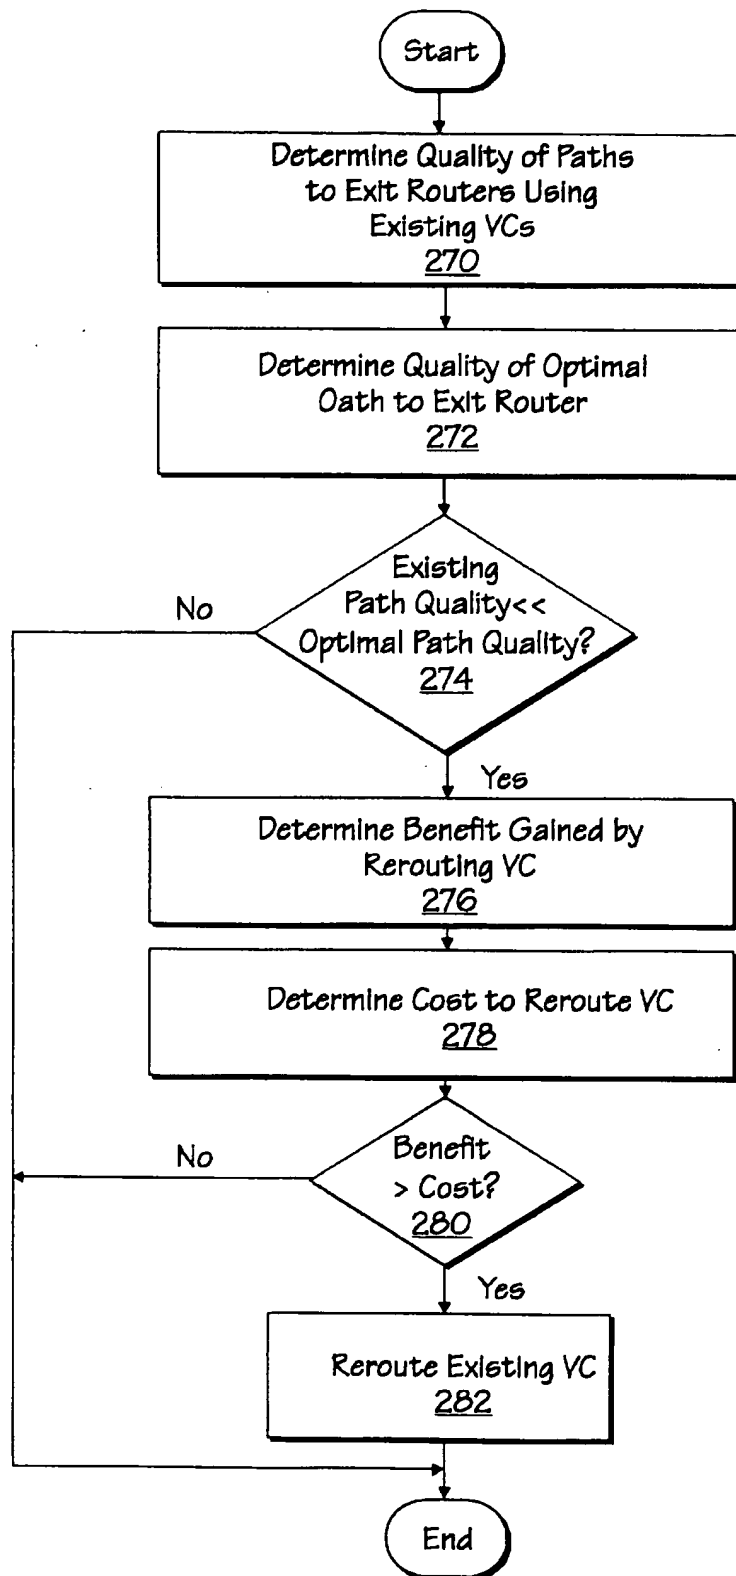 Start
Determine Quality of Paths
to Exit Routers Using
Existing VCs
270
Determine Quality of Optimal
Oath to Exit Router
272
Existing
Path Quality<<
Optimal Path Quality?
274
No
Yes
Determine Benefit Gained by
Rerouting VC
276
Determine Cost to Reroute VC
278
Benefit
> Cost?
280
No
Yes
Reroute Existing VC
282
End